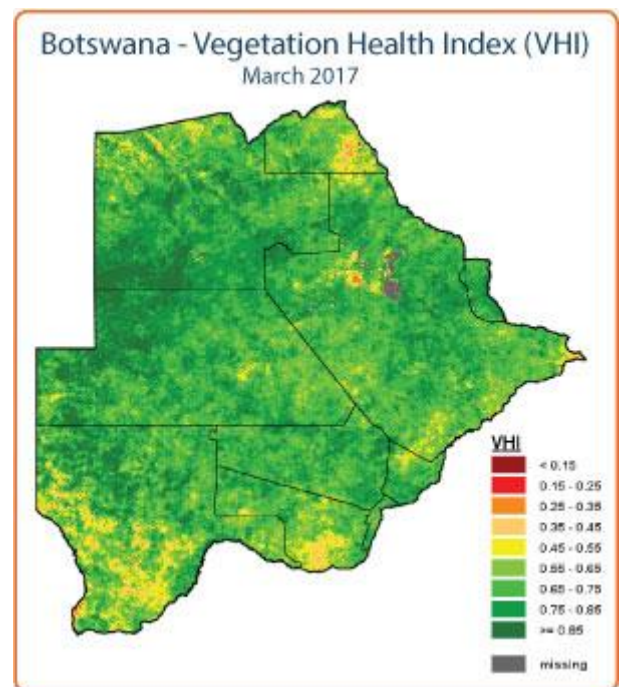 Botswana - Vegetation Health Index (VHI)
March 2017
VHI
< 0.15
0.15 - 0.25
0.25 - 0.35
0.35 - 0.45
0.45 - 0.55
0.55 - 0.65
0.65 - 0.75
0.75 - 0.85
>= 0.85
missing